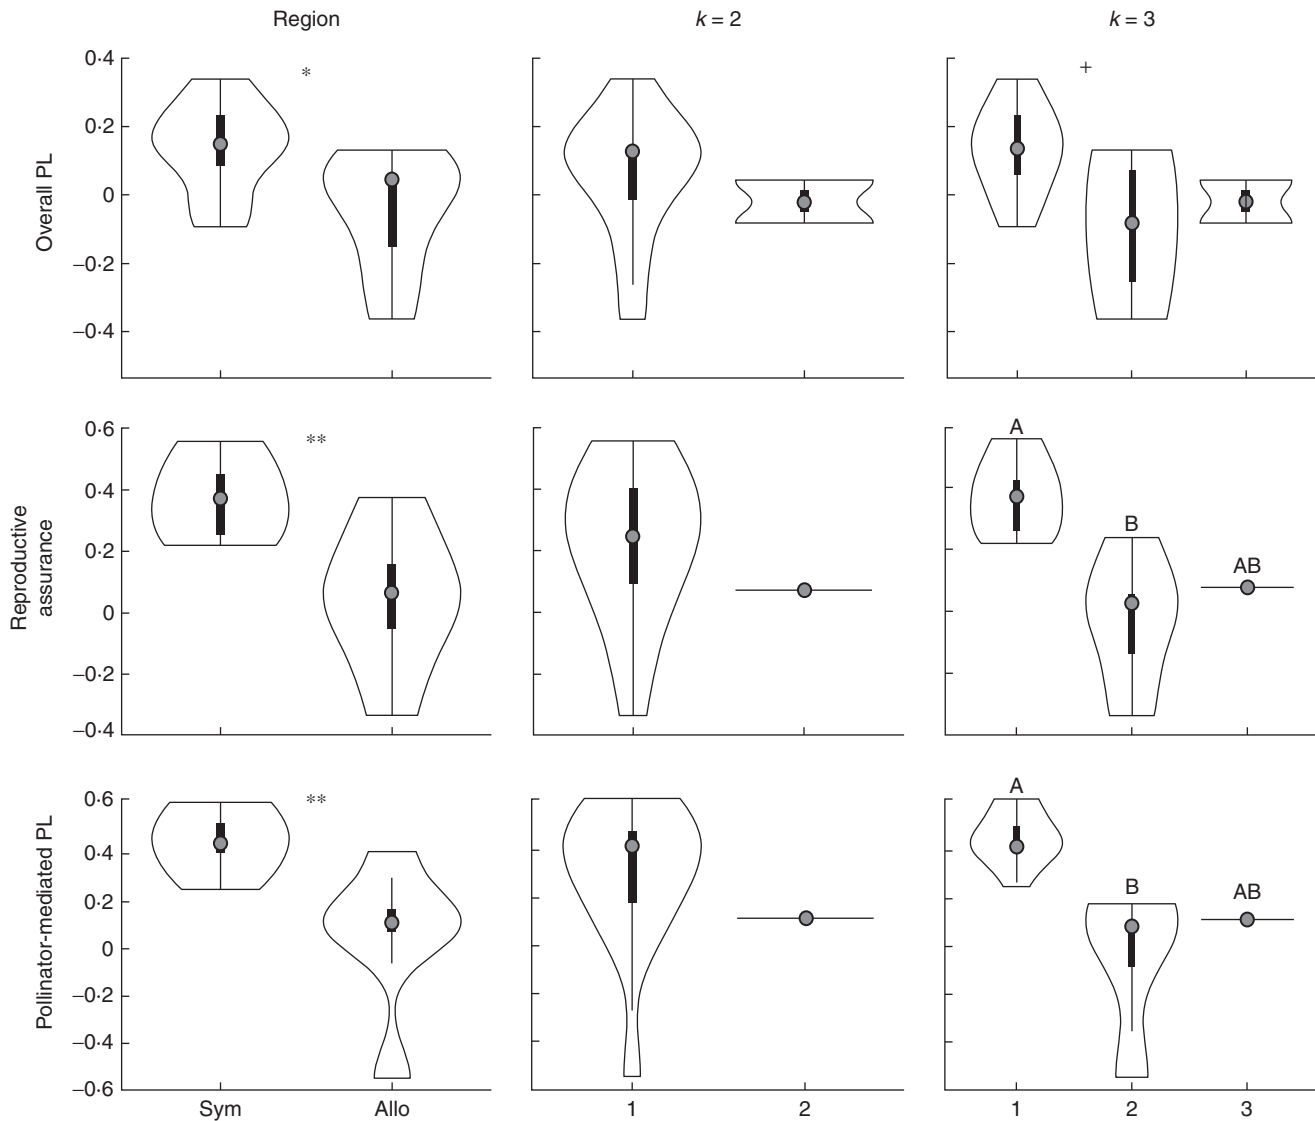 Region
k = 2
k = 3
Overall PL
0·4
0·2
0
–0·2
–0·4
*
+
Reproductive
assurance
0·6
0·4
0·2
0
–0·2
–0·4
**
A
B
AB
Pollinator-mediated PL
0·6
0·4
0·2
0
–0·2
–0·4
–0·6
**
A
B
AB
Sym Allo 1 2 1 2 3